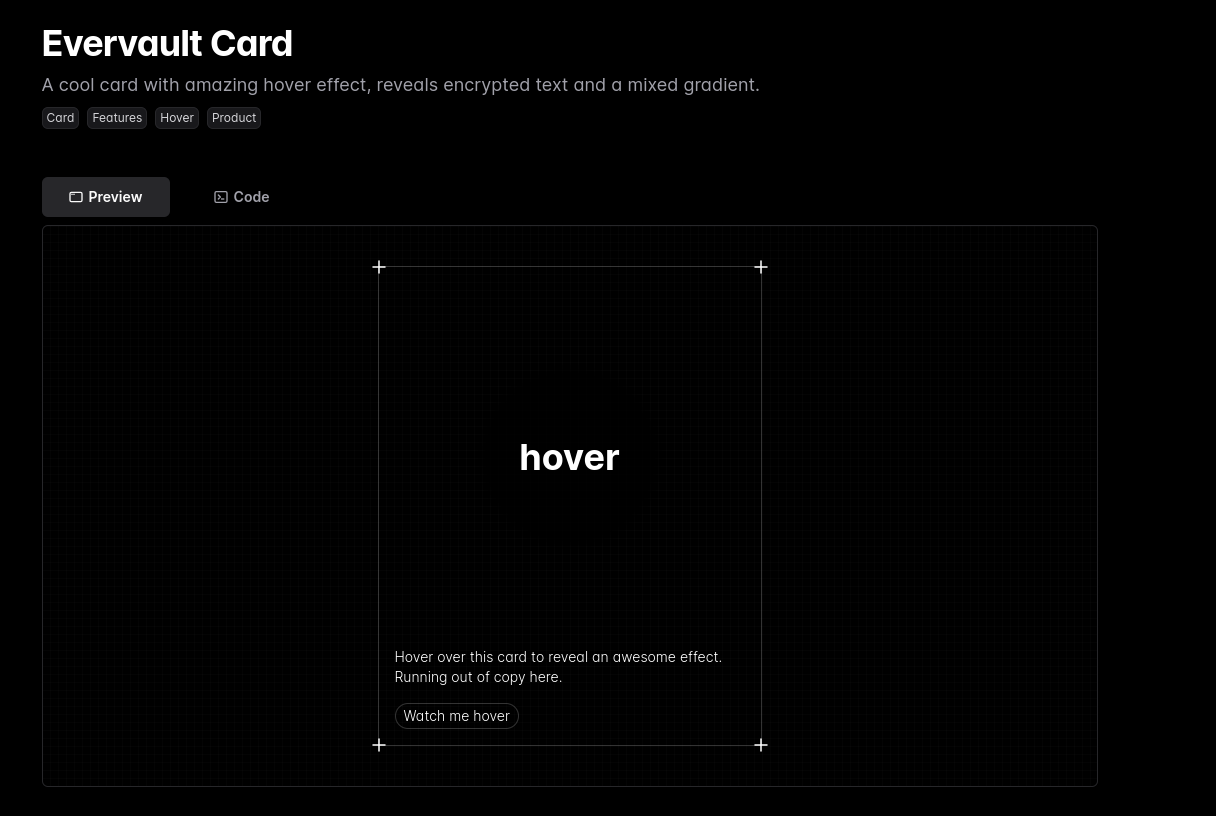 Evervault Card
A cool card with amazing hover effect, reveals encrypted text and a mixed gradient.
Card Features Hover Product
Preview Code
hover
Hover over this card to reveal an awesome effect.
Running out of copy here.
Watch me hover